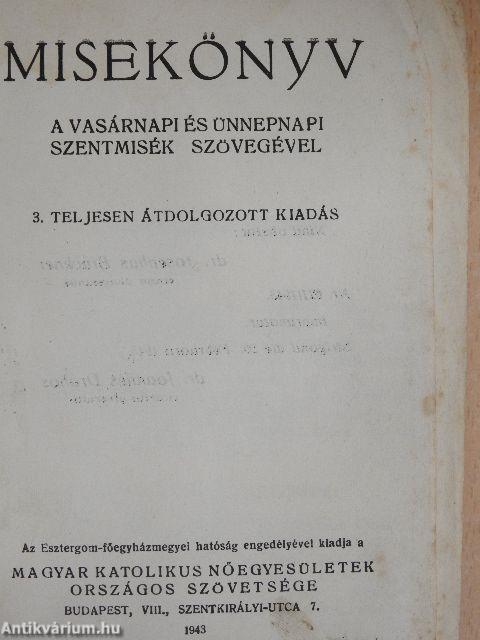 MISEKÖNYV
A VASÁRNAPI ÉS ÜNNEPNAPI
SZENTMISÉK SZÖVEGÉVEL
3. TELJESEN ÁTDOLGOZOTT KIADÁS
Az Esztergom-főegyházmegyei hatóság engedélyével kiadja a
MAGYAR KATOLIKUS NŐEGYESÜLETEK
ORSZÁGOS SZÖVETSÉGE
BUDAPEST, VIII., SZENTKIRÁLYI-UTCA 7.
1943
Antikvárium.hu